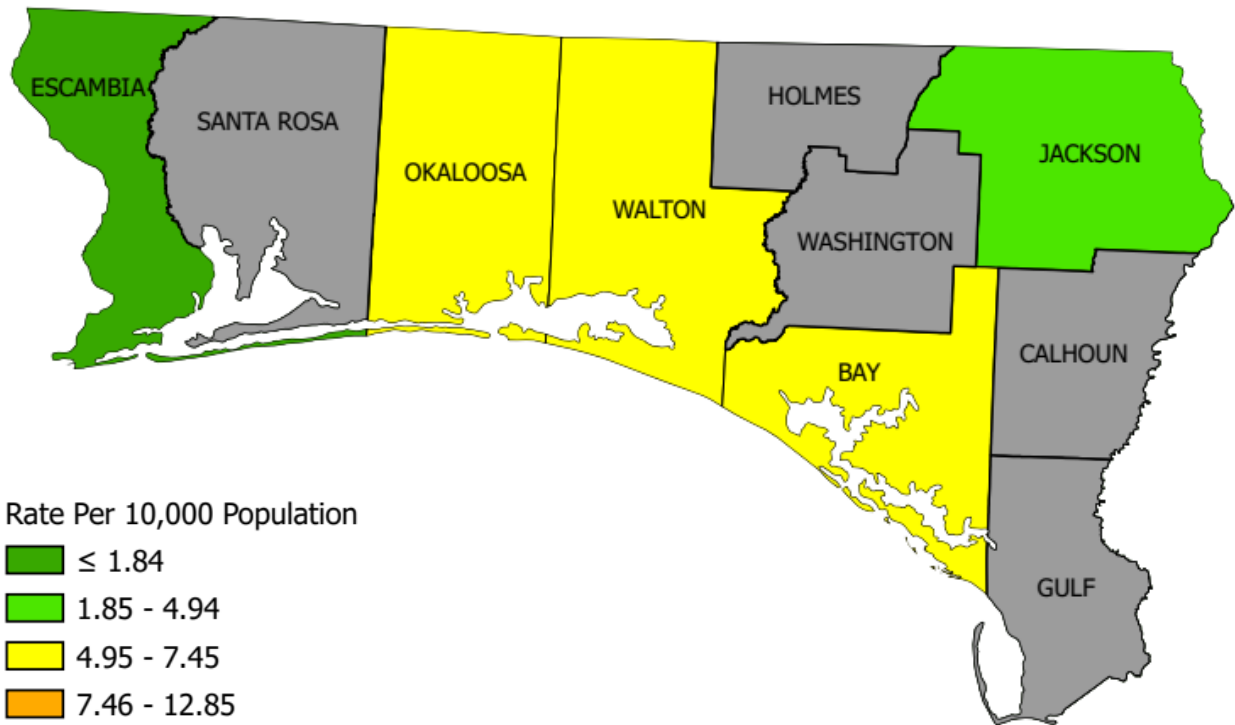 ESCAMBIA
SANTA ROSA
OKALOOSA
WALTON
HOLMES
JACKSON
WASHINGTON
BAY
CALHOUN
GULF
Rate Per 10,000 Population
≤ 1.84
1.85 - 4.94
4.95 - 7.45
7.46 - 12.85